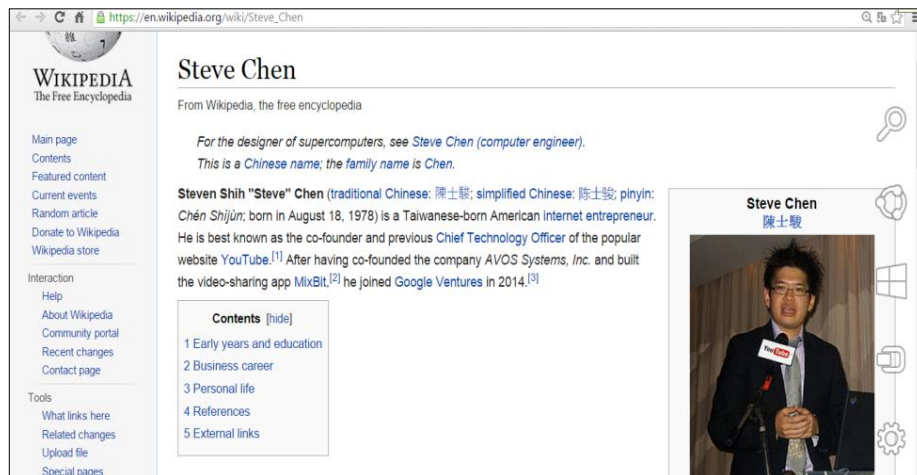 https://en.wikipedia.org/wiki/Steve_Chen
WIKIPEDIA
The Free Encyclopedia
Main page
Contents
Featured content
Current events
Random article
Donate to Wikipedia
Wikipedia store
Interaction
Help
About Wikipedia
Community portal
Recent changes
Contact page
Tools
What links here
Related changes
Upload file
Special pages
Steve Chen
From Wikipedia, the free encyclopedia
For the designer of supercomputers, see Steve Chen (computer engineer).
This is a Chinese name; the family name is Chen.
Steven Shih "Steve" Chen (traditional Chinese: 陳士駿; simplified Chinese: 陈士骏; pinyin:
Chén Shìjùn; born in August 18, 1978) is a Taiwanese-born American internet entrepreneur.
He is best known as the co-founder and previous Chief Technology Officer of the popular
website YouTube.[1] After having co-founded the company AVOS Systems, Inc. and built
the video-sharing app MixBit,[2] he joined Google Ventures in 2014.[3]
Contents [hide]
1 Early years and education
2 Business career
3 Personal life
4 References
5 External links
Steve Chen
陳士駿
YouTube